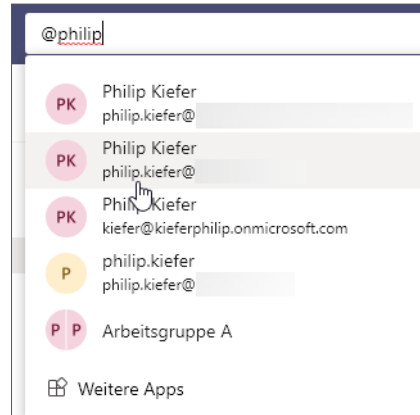 @philip
PK
Philip Kiefer
philip.kiefer@
PK
Philip Kiefer
philip.kiefer@
PK
Philip Kiefer
kiefer@kieferphilip.onmicrosoft.com
P
philip.kiefer
philip.kiefer@
P P
Arbeitsgruppe A
Weitere Apps